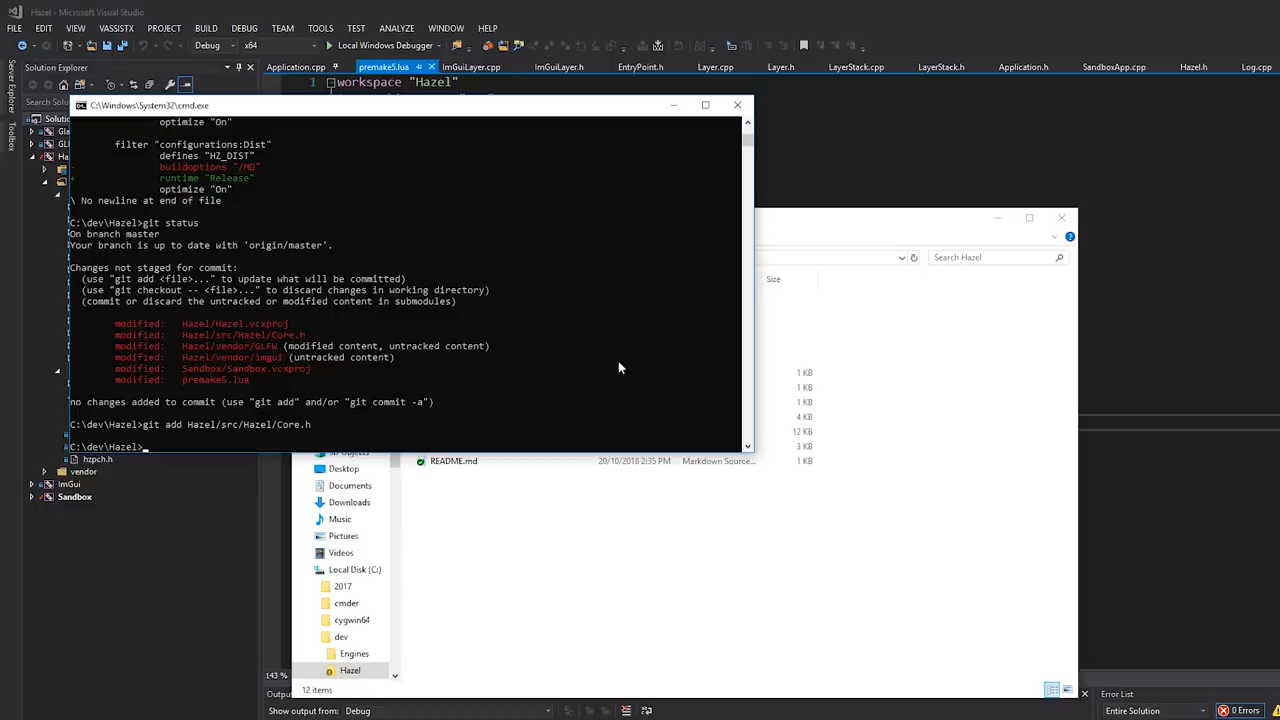 Hazel - Microsoft Visual Studio
FILE EDIT VIEW VASSISTX PROJECT BUILD DEBUG TEAM TOOLS TEST ANALYZE WINDOW HELP
Debug x64 Local Windows Debugger
Server Explorer
Toolbox
Solution Explorer
Application.cpp premake5.lua ImGuiLayer.cpp ImGuiLayer.h EntryPoint.h Layer.cpp LayerStack.cpp LayerStack.h Application.h SandboxApp.cpp Hazel.h Log.cpp
1 workspace "Hazel"
C:\Windows\System32\cmd.exe
optimize "On"
filter "configurations:Dist"
defines "HZ_DIST"
- buildoptions "/MD"
+ runtime "Release"
optimize "On"
\ No newline at end of file
C:\dev\Hazel>git status
On branch master
Your branch is up to date with 'origin/master'.
Changes not staged for commit:
(use "git add <file>..." to update what will be committed)
(use "git checkout -- <file>..." to discard changes in working directory)
(commit or discard the untracked or modified content in submodules)
modified: Hazel/Hazel.vcxproj
modified: Hazel/src/Hazel/Core.h
modified: Hazel/vendor/GLFW (modified content, untracked content)
modified: Hazel/vendor/imgui (untracked content)
modified: Sandbox/Sandbox.vcxproj
modified: premake5.lua
no changes added to commit (use "git add" and/or "git commit -a")
C:\dev\Hazel>git add Hazel/src/Hazel/Core.h
C:\dev\Hazel>
Search Hazel
Size
1 KB
1 KB
1 KB
4 KB
12 KB
3 KB
README.md 20/10/2018 2:35 PM Markdown Source... 1 KB
hzpch.h
vendor
ImGui
Sandbox
Desktop
Documents
Downloads
Music
Pictures
Videos
Local Disk (C:)
2017
cmder
cygwin64
dev
Engines
Hazel
12 items
143 %
Output
Show output from: Debug
Error List
Entire Solution 0 Errors